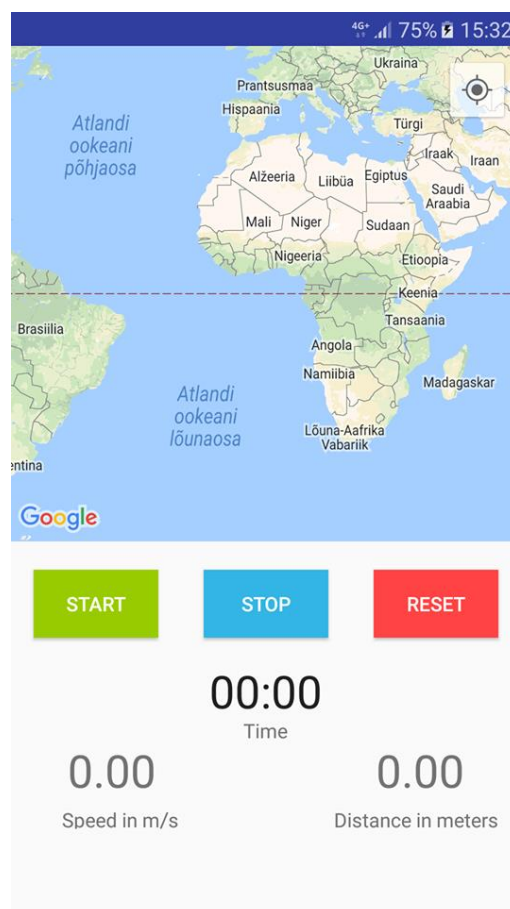 4G+ 75% 15:32
Ukraina
Prantsusmaa
Hispaania
Türgi
Atlandi
ookeani
põhjaosa
Iraak
Iraan
Alžeeria
Liibüa
Egiptus
Saudi
Araabia
Mali
Niger
Sudaan
Nigeeria
Etioopia
Keenia
Brasiilia
Tansaania
Angola
Namiibia
Madagaskar
Atlandi
ookeani
lõunaosa
Lõuna-Aafrika
Vabariik
entina
Google
START STOP RESET
00:00
Time
0.00 0.00
Speed in m/s Distance in meters